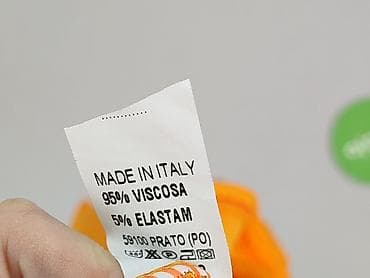 MADE IN ITALY
95% VISCOSA
5% ELASTAM
59100 PRATO (PO)